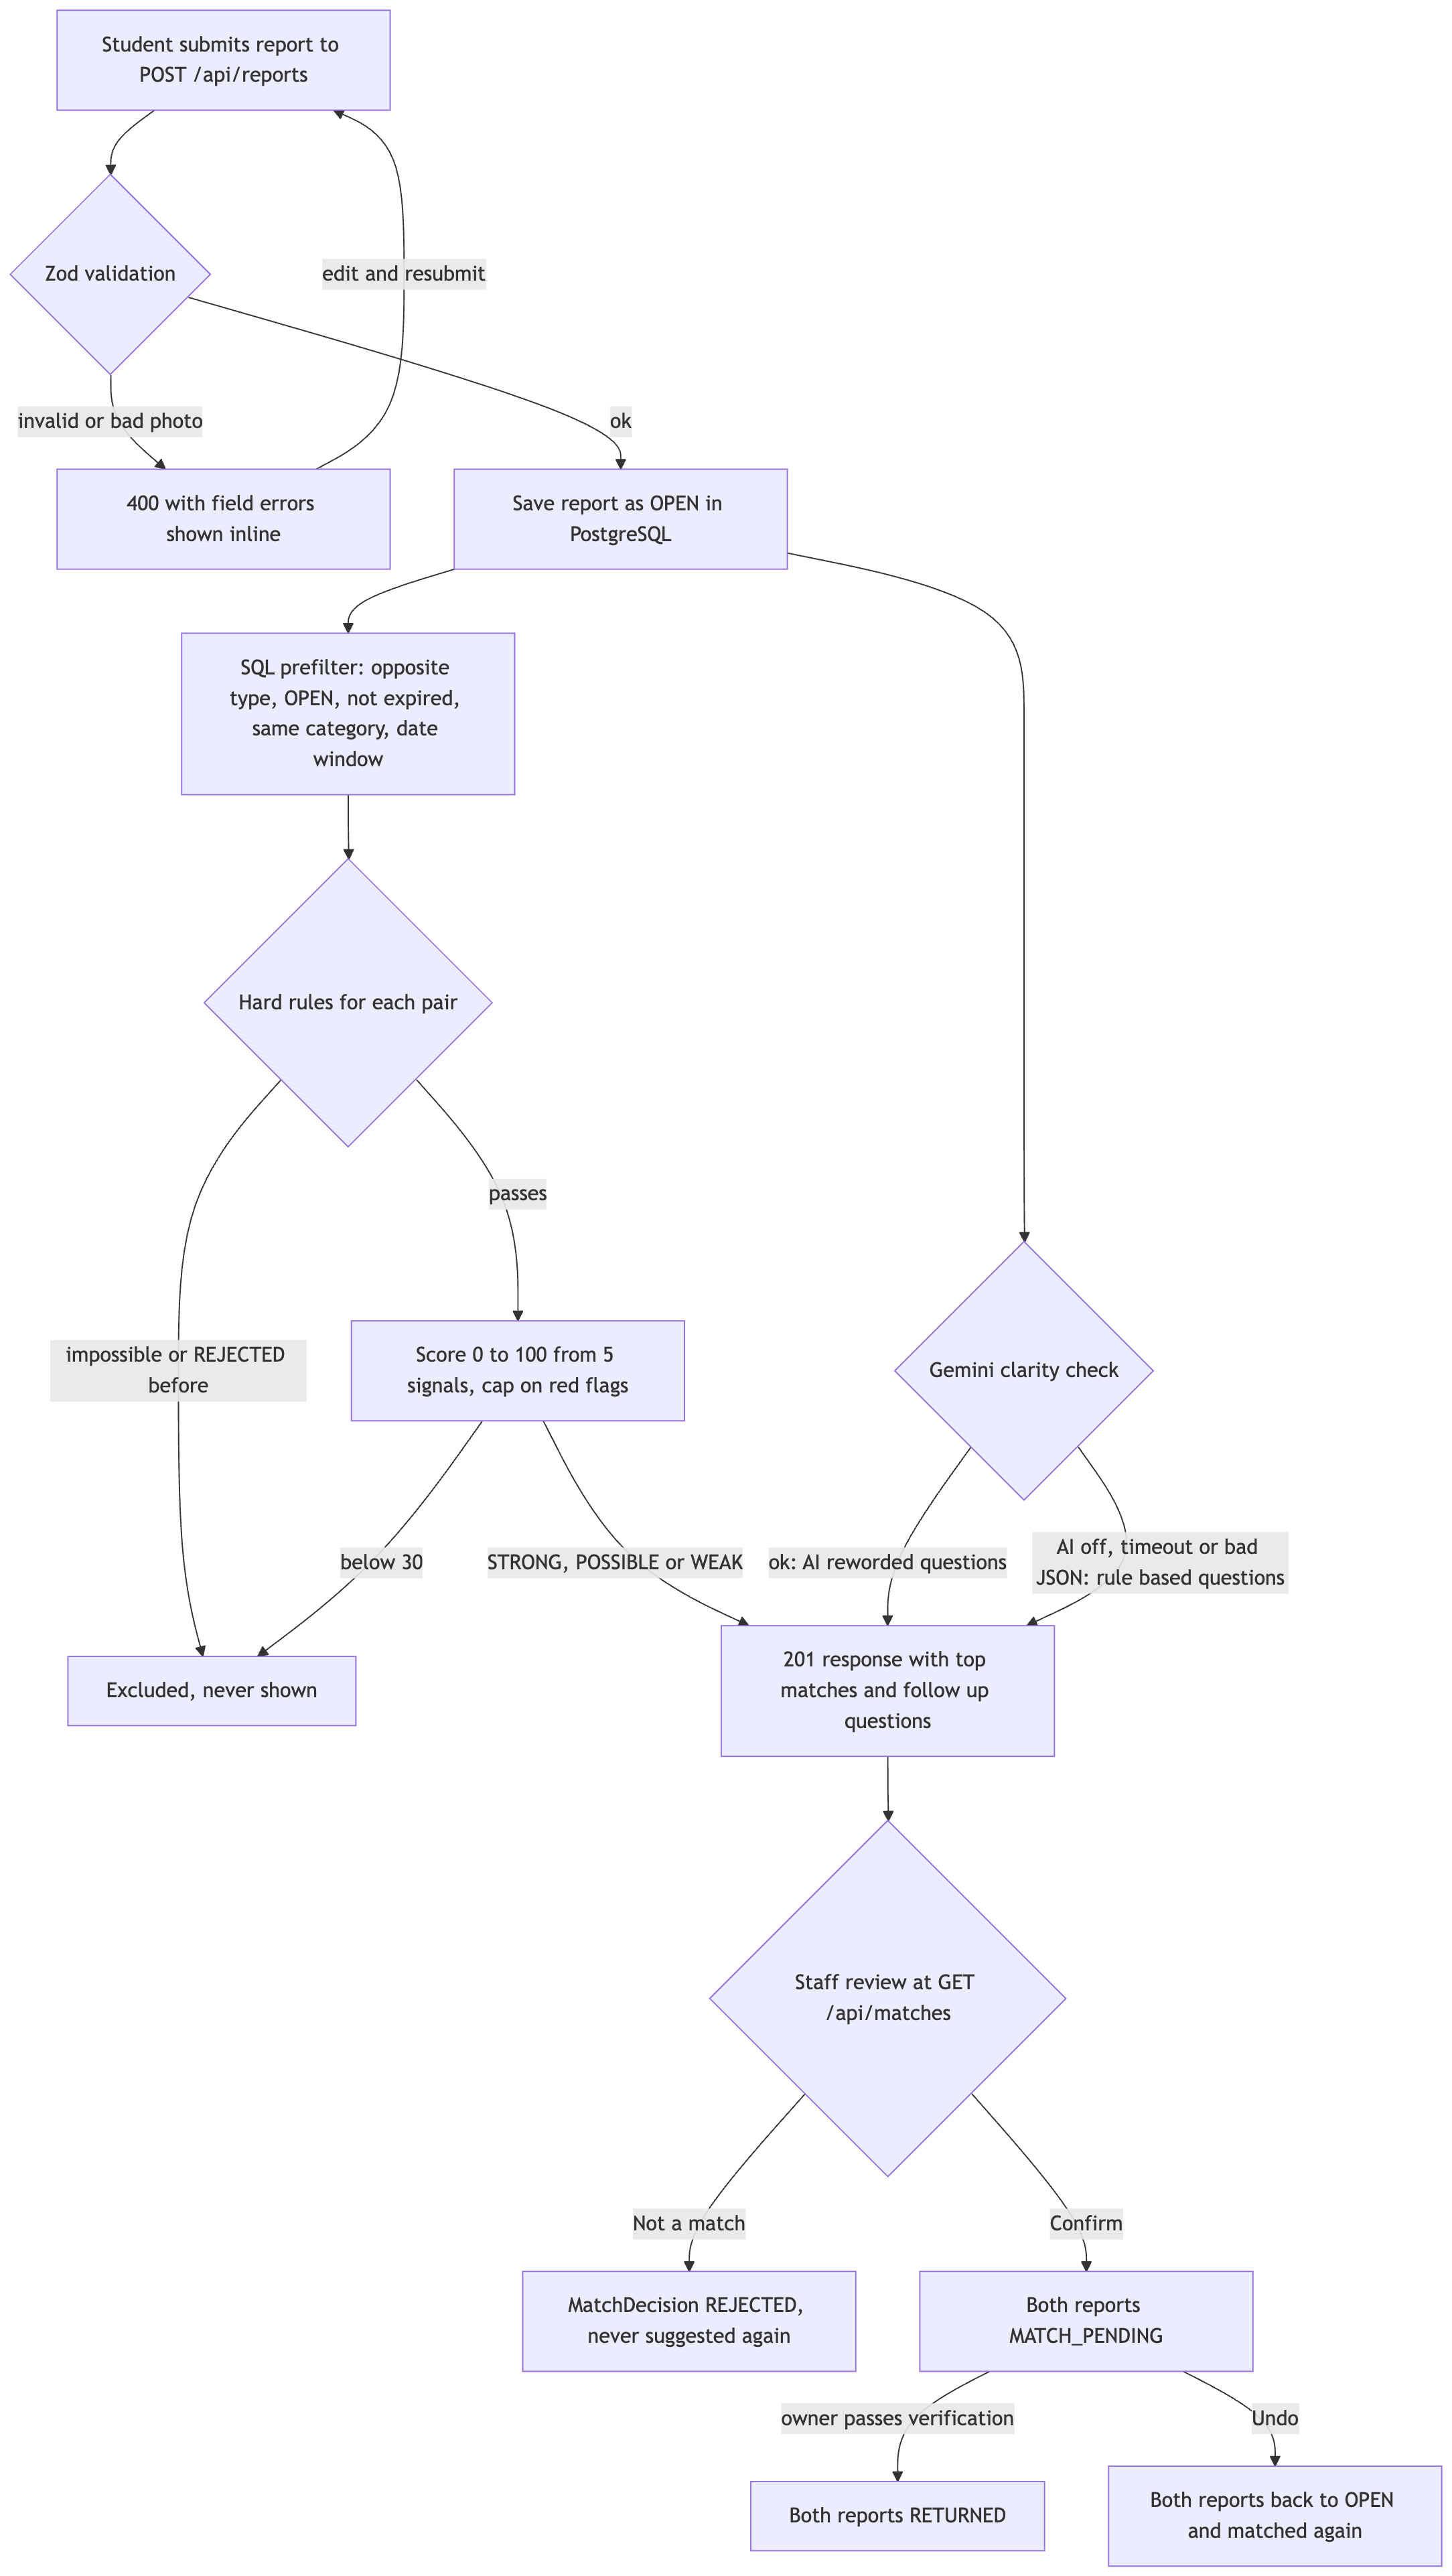 Student submits report to
POST /api/reports
Zod validation
edit and resubmit
invalid or bad photo
ok
400 with field errors
shown inline
Save report as OPEN in
PostgreSQL
SQL prefilter: opposite
type, OPEN, not expired,
same category, date
window
Hard rules for each pair
passes
impossible or REJECTED
before
Score 0 to 100 from 5
signals, cap on red flags
Gemini clarity check
below 30
STRONG, POSSIBLE or WEAK
ok: AI reworded questions
AI off, timeout or bad
JSON: rule based questions
Excluded, never shown
201 response with top
matches and follow up
questions
Staff review at GET
/api/matches
Not a match
Confirm
MatchDecision REJECTED,
never suggested again
Both reports
MATCH_PENDING
owner passes verification
Undo
Both reports RETURNED
Both reports back to OPEN
and matched again